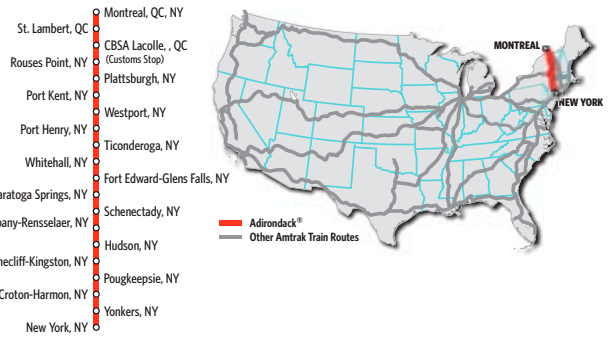 Montreal, QC, NY
St. Lambert, QC
CBSA Lacolle, , QC
(Customs Stop)
Rouses Point, NY
Plattsburgh, NY
Port Kent, NY
Westport, NY
Port Henry, NY
Ticonderoga, NY
Whitehall, NY
Fort Edward-Glens Falls, NY
aratoga Springs, NY
Schenectady, NY
bany-Rensselaer, NY
Hudson, NY
necliff-Kingston, NY
Pougkeepsie, NY
Croton-Harmon, NY
Yonkers, NY
New York, NY
MONTREAL
NEW YORK
Adirondack®
Other Amtrak Train Routes